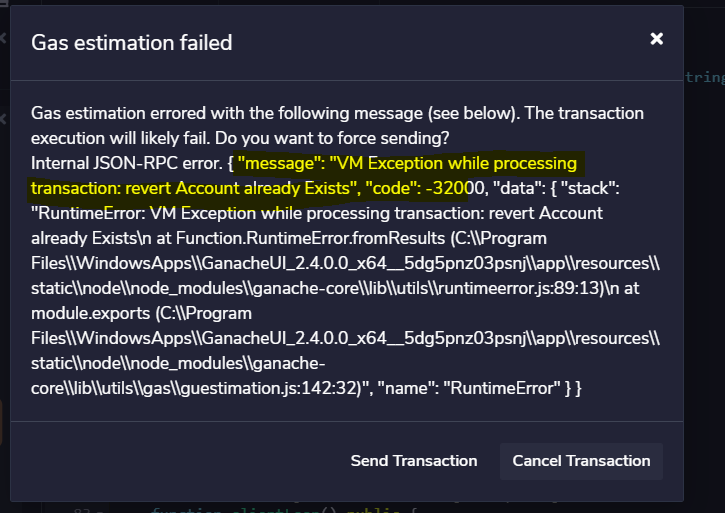 Gas estimation failed
tring
Gas estimation errored with the following message (see below). The transaction
execution will likely fail. Do you want to force sending?
Internal JSON-RPC error. { "message": "VM Exception while processing
transaction: revert Account already Exists", "code": -32000, "data": { "stack":
"RuntimeError: VM Exception while processing transaction: revert Account
already Exists\n at Function.RuntimeError.fromResults (C:\\Program
Files\\WindowsApps\\GanacheUI_2.4.0.0_x64__5dg5pnz03psnj\\app\\resources\\
static\\node\\node_modules\\ganache-core\\lib\\utils\\runtimeerror.js:89:13)\n at
module.exports (C:\\Program
Files\\WindowsApps\\GanacheUI_2.4.0.0_x64__5dg5pnz03psnj\\app\\resources\\
static\\node\\node_modules\\ganache-
core\\lib\\utils\\gas\\guestimation.js:142:32)", "name": "RuntimeError" } }
Send Transaction Cancel Transaction